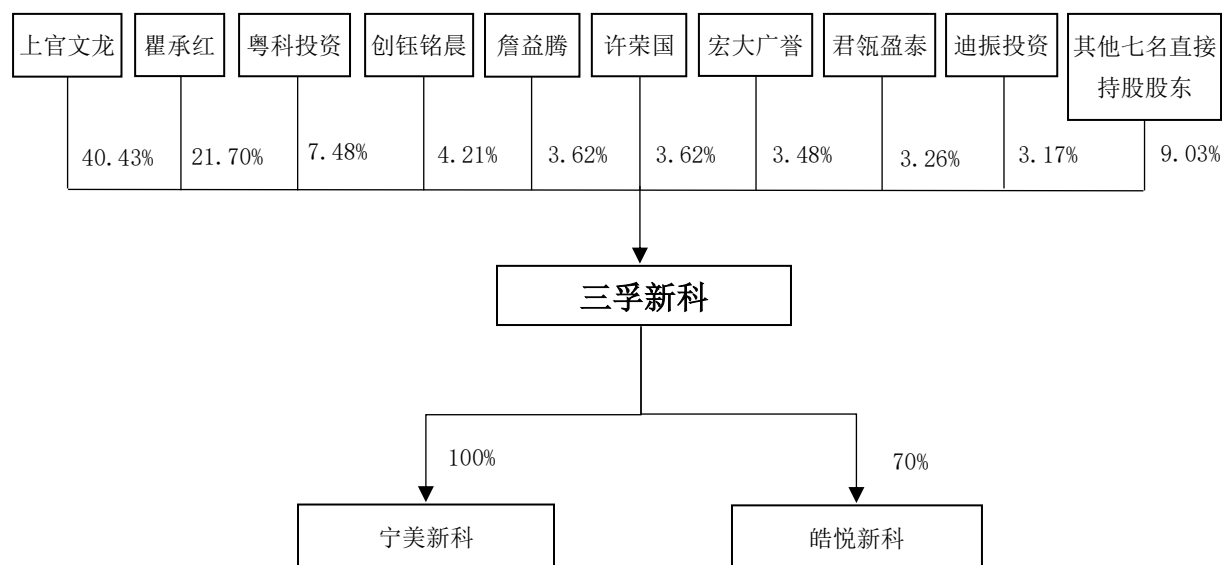 上官文龙
瞿承红
粤科投资
创钰铭晨
詹益腾
许荣国
宏大广誉
君瓴盈泰
迪振投资
其他七名直接
持股股东
40.43%
21.70%
7.48%
4.21%
3.62%
3.62%
3.48%
3.26%
3.17%
9.03%
三孚新科
100%
70%
宁美新科
皓悦新科